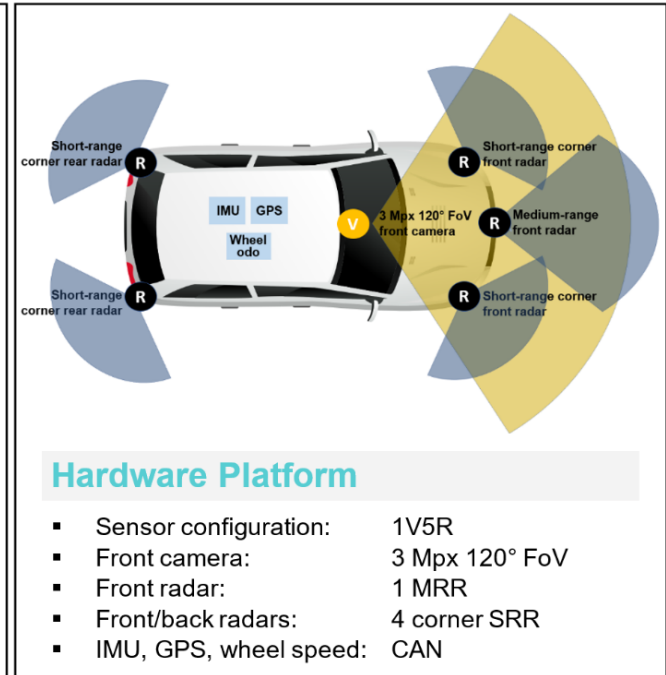 Short-range
corner rear radar
R
Short-range corner
front radar
R
IMU
GPS
Wheel
odo
V
3 Mpx 120° FoV
front camera
R
Medium-range
front radar
Short-range
corner rear radar
R
Short-range corner
front radar
R
Hardware Platform
▪ Sensor configuration: 1V5R
▪ Front camera: 3 Mpx 120° FoV
▪ Front radar: 1 MRR
▪ Front/back radars: 4 corner SRR
▪ IMU, GPS, wheel speed: CAN